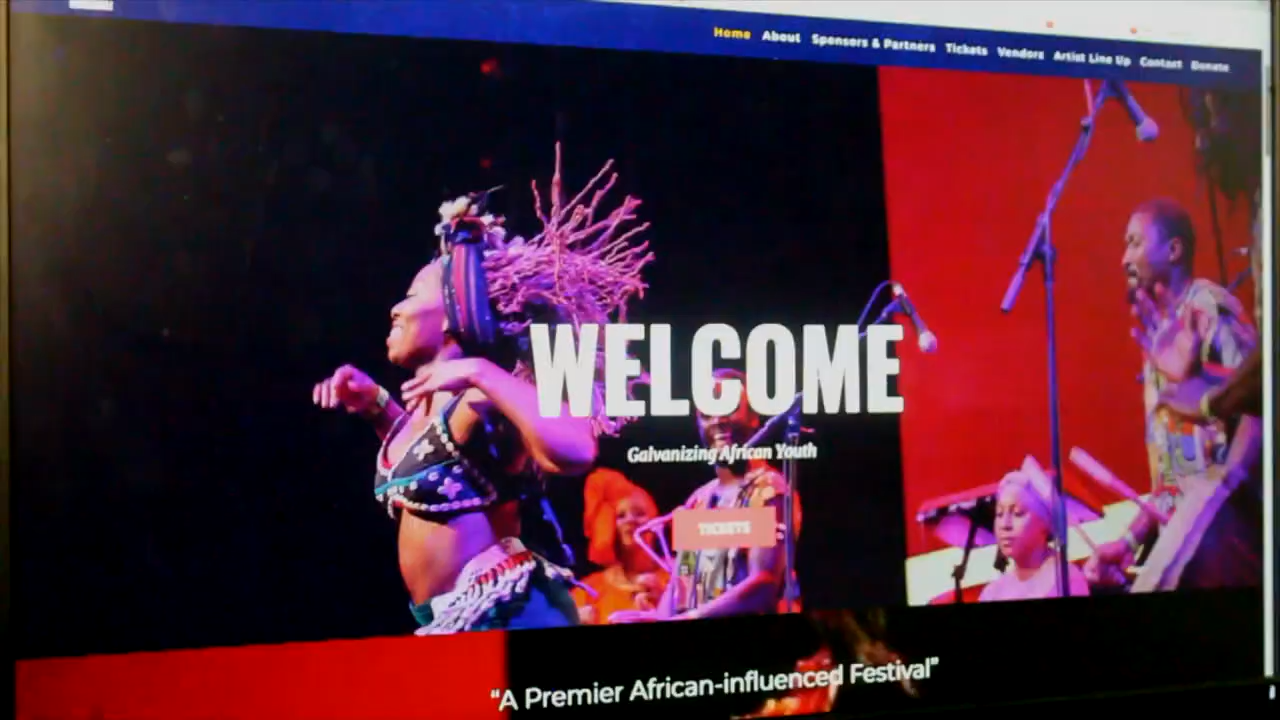 Home About Sponsors & Partners Tickets Vendors Artist Line Up Contact Donate
WELCOME
Galvanizing African Youth
TICKETS
“A Premier African-influenced Festival”